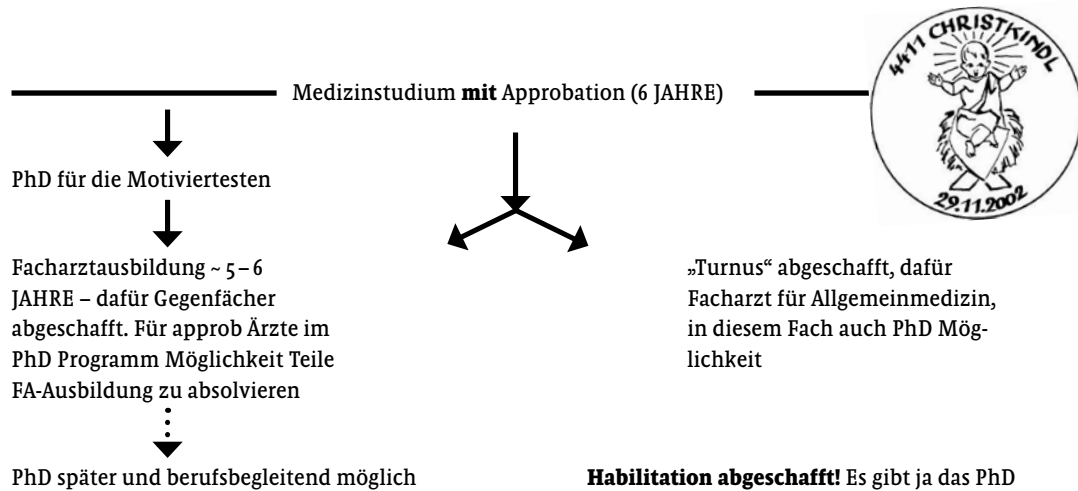 4411 CHRISTKINDL
29.11.2002
Medizinstudium mit Approbation (6 JAHRE)
PhD für die Motiviertesten
Facharztausbildung ~ 5–6
JAHRE – dafür Gegenfächer
abgeschafft. Für approb Ärzte im
PhD Programm Möglichkeit Teile
FA-Ausbildung zu absolvieren
„Turnus“ abgeschafft, dafür
Facharzt für Allgemeinmedizin,
in diesem Fach auch PhD Mög-
lichkeit
PhD später und berufsbegleitend möglich
Habilitation abgeschafft! Es gibt ja das PhD